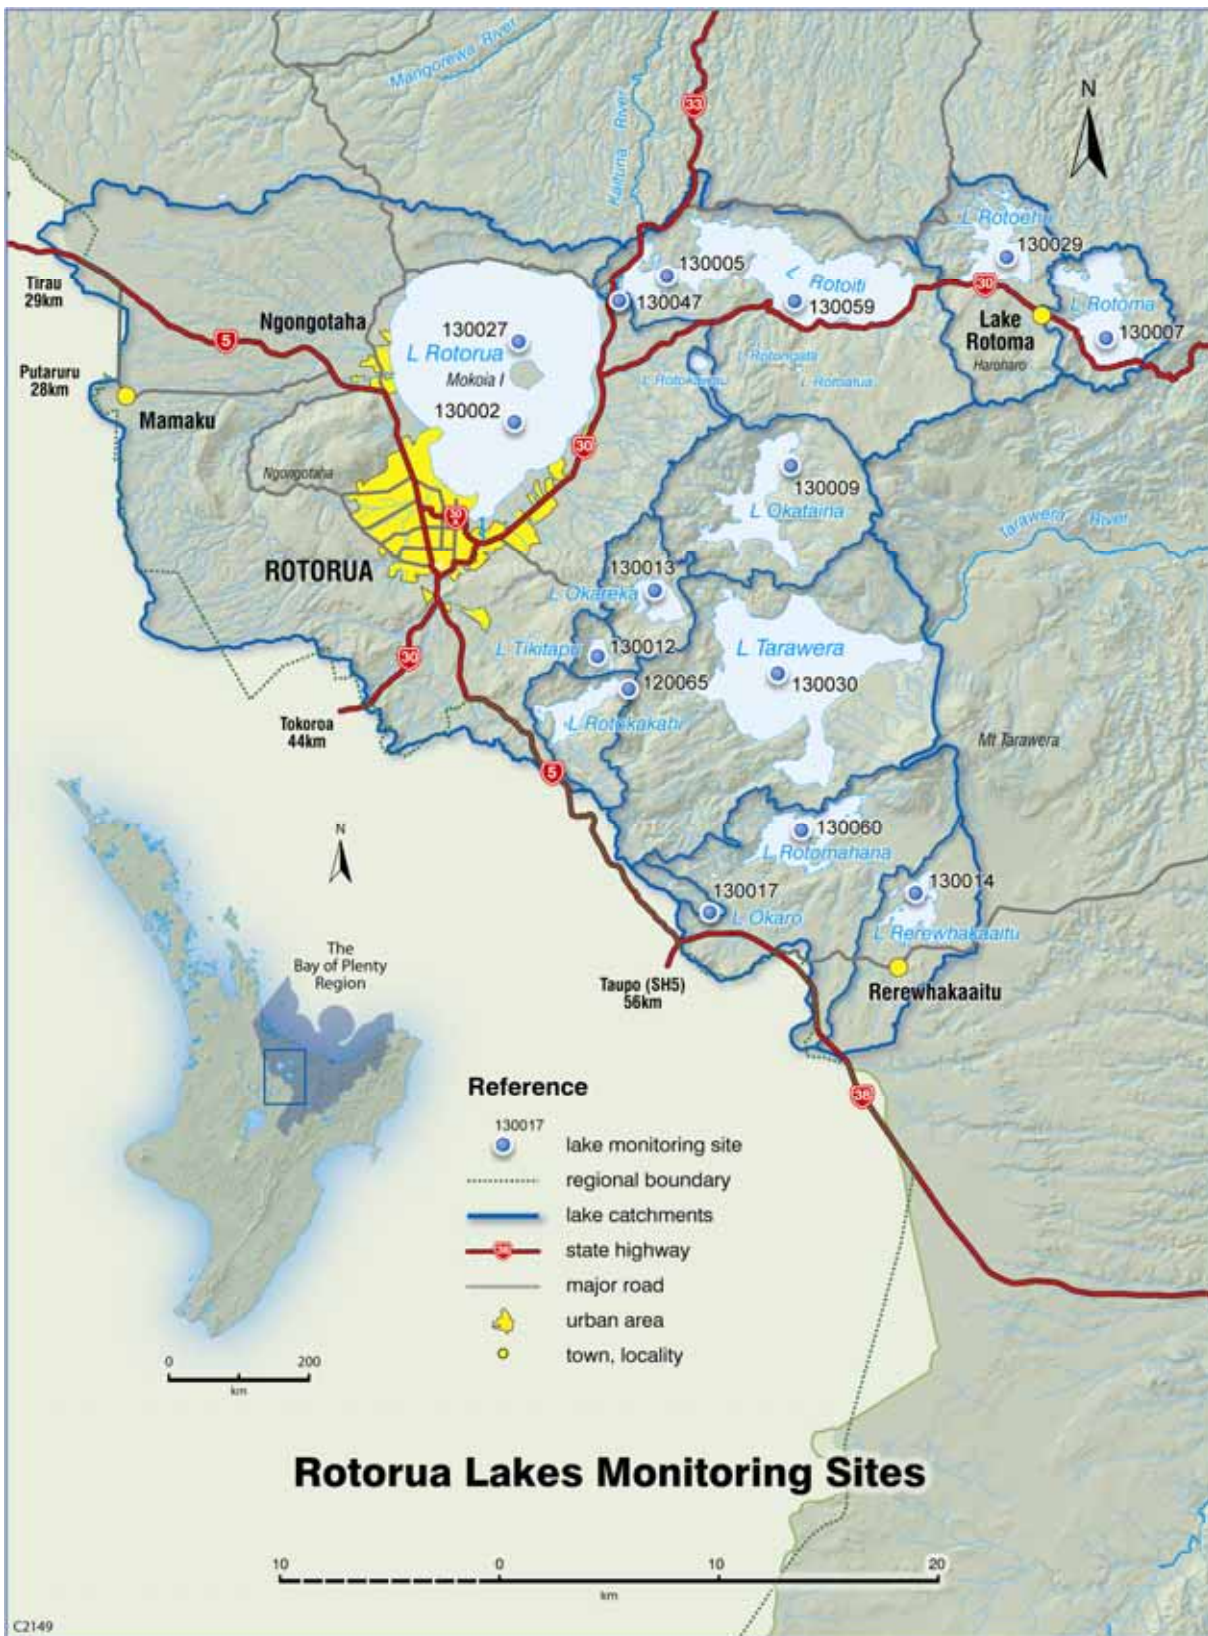 Mangorewa River
Kaituna River
33
N
L Rotoehu
130029
130005
L Rotoiti
130047
130059
30
L Rotoma
Lake
Rotoma
130007
Haroharo
Tirau
29km
Ngongotaha
5
130027
L Rotorua
Mokoia I
130002
Putaruru
28km
Mamaku
L Rotongata
L Rotokawau
L Rotoatua
30
Ngongotaha
30
A
ROTORUA
130009
L Okataina
Tarawera River
130013
L Okareka
L Tikitapu
130012
120065
L Rotokakahi
L Tarawera
130030
30
Tokoroa
44km
5
Mt Tarawera
130060
L Rotomahana
130017
L Okaro
130014
L Rerewhakaaitu
Rerewhakaaitu
Taupo (SH5)
56km
38
N
The
Bay of Plenty
Region
0 200
km
Reference
130017
lake monitoring site
regional boundary
lake catchments
38 state highway
major road
urban area
town, locality
Rotorua Lakes Monitoring Sites
10 0 10 20
km
C2149